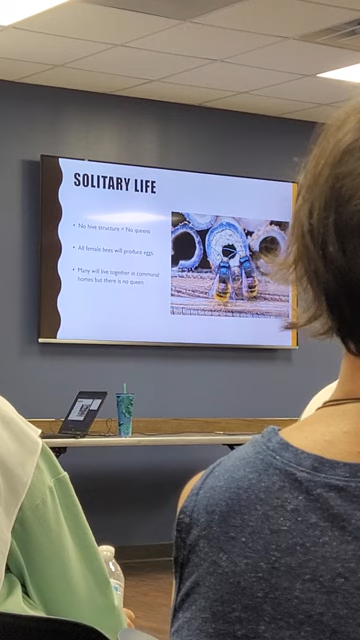 SOLITARY LIFE
• No hive structure = No queens
• All female bees will produce eggs
• Many will live together in communal
homes but there is no queen